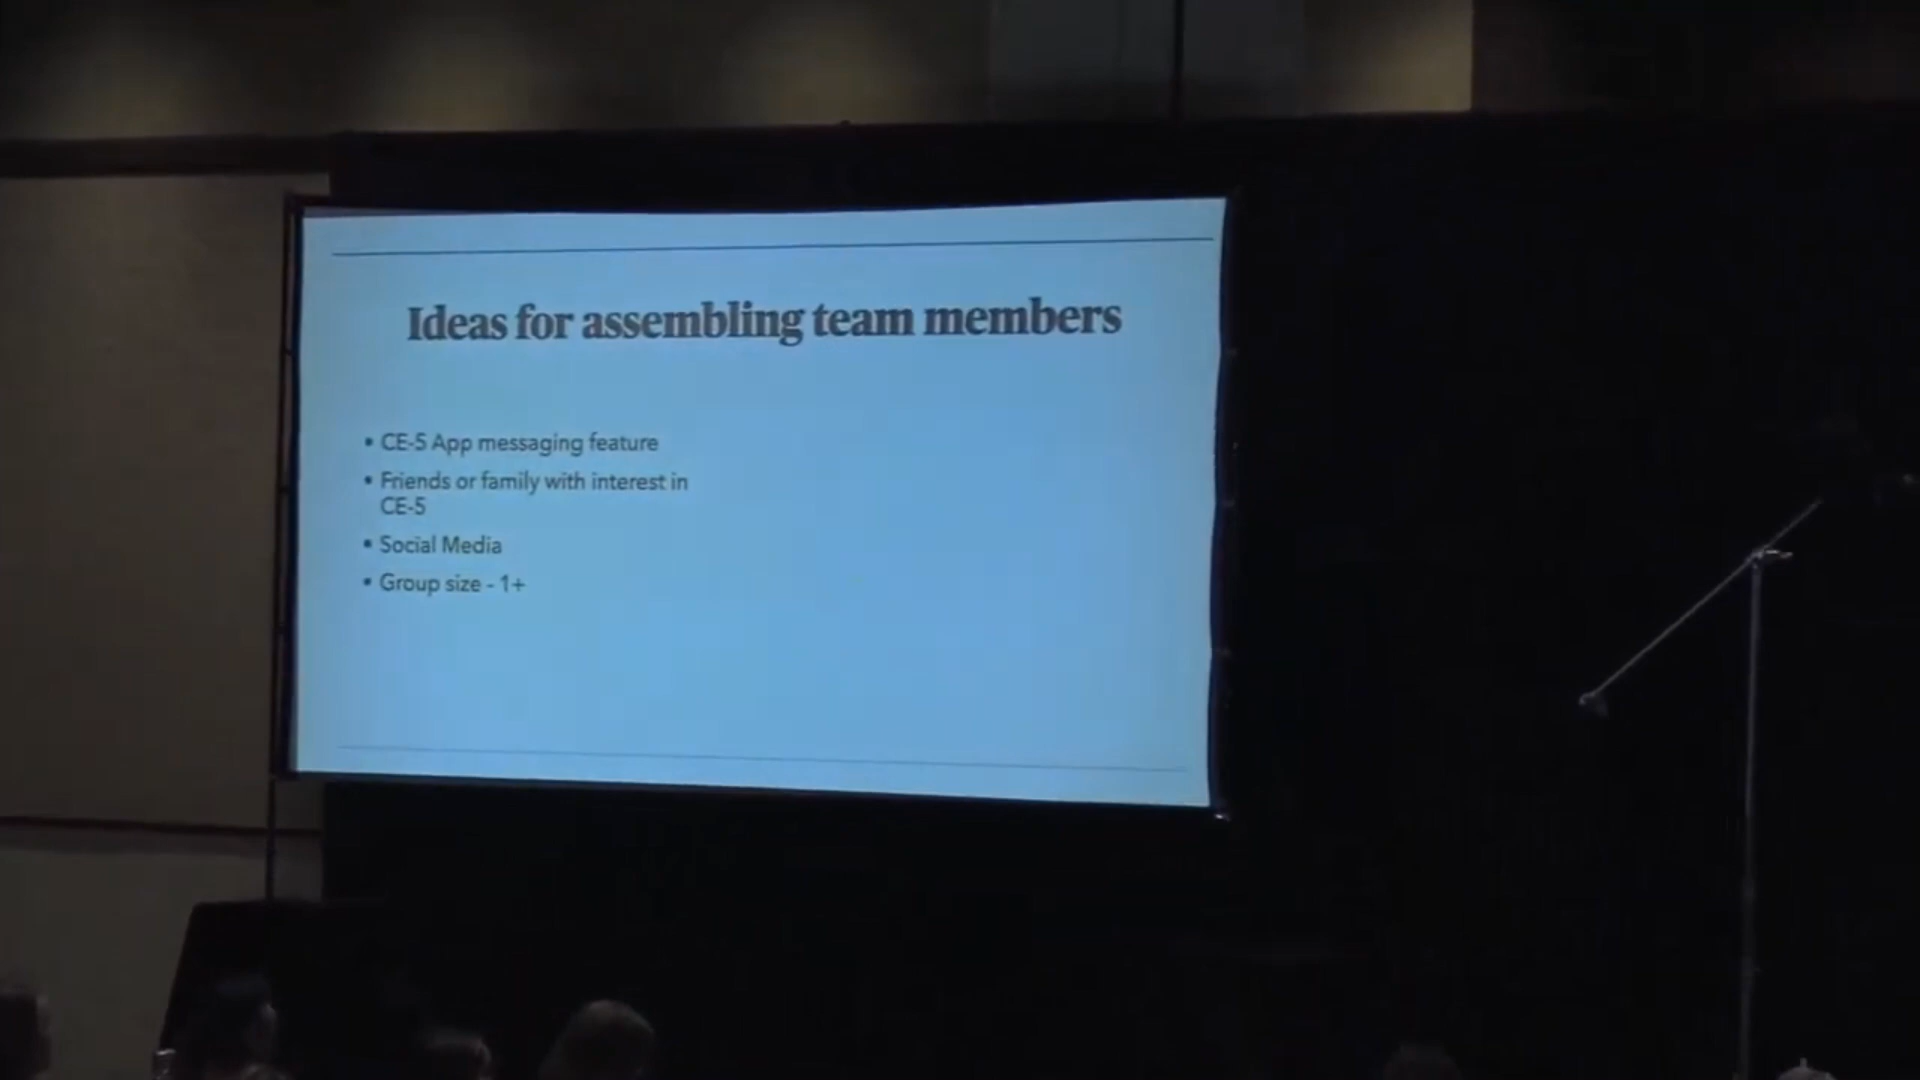 Ideas for assembling team members
• CE-5 App messaging feature
• Friends or family with interest in
CE-5
• Social Media
• Group size - 1+